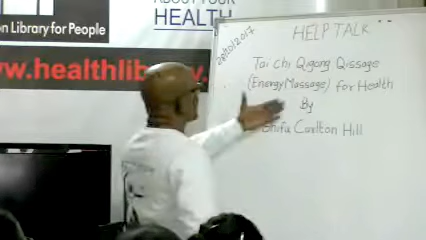 ABOUT YOUR
HEALTH
on Library for People
www.healthlib
HELP TALK
Tai Chi Qigong Qissage
(Energy Massage) for Health
By
Shifu Carlton Hill